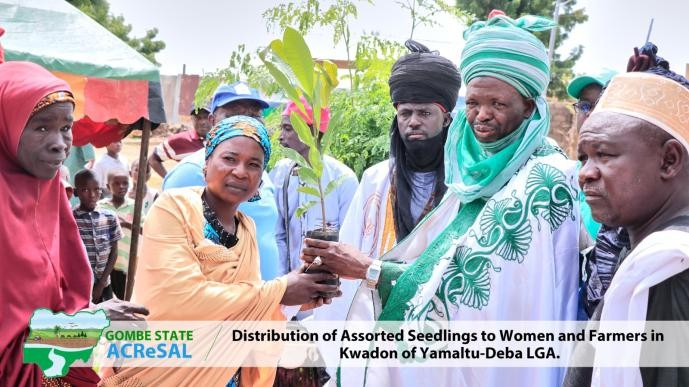 GOMBE STATE
ACReSAL
Distribution of Assorted Seedlings to Women and Farmers in
Kwadon of Yamaltu-Deba LGA.